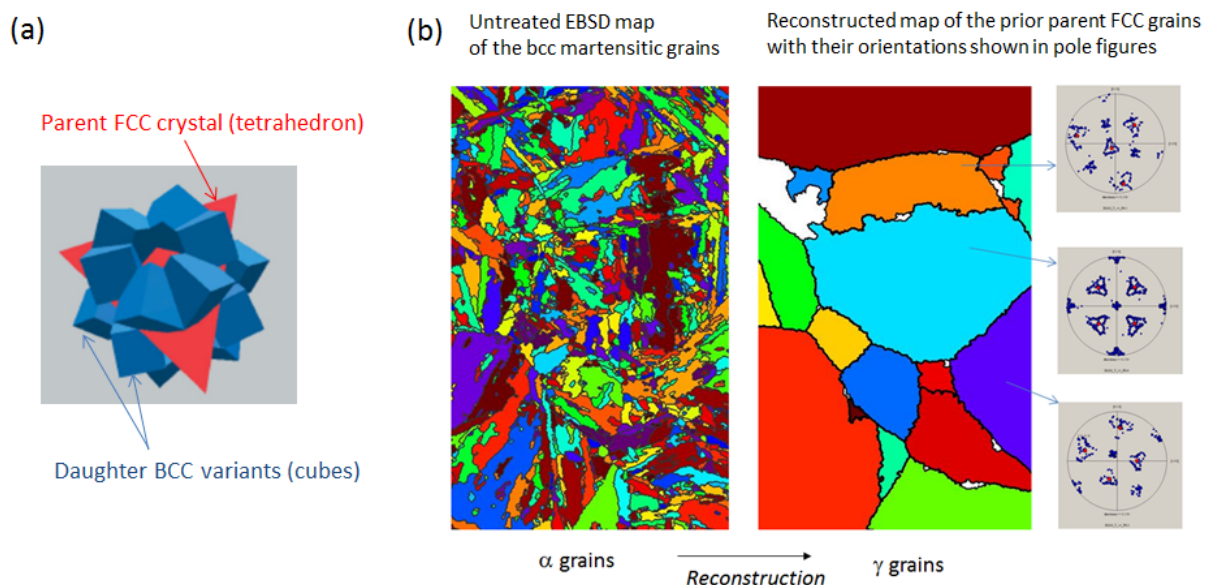 (a)
Parent FCC crystal (tetrahedron)
Daughter BCC variants (cubes)
(b)
Untreated EBSD map
of the bcc martensitic grains
Reconstructed map of the prior parent FCC grains
with their orientations shown in pole figures
α grains
Reconstruction
γ grains